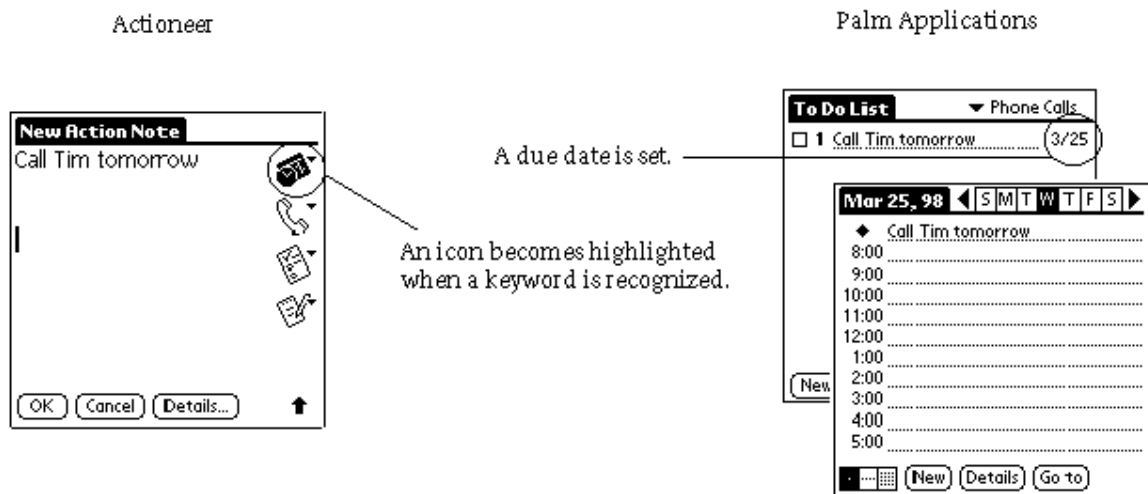 Actioneer
Palm Applications
New Action Note
Call Tim tomorrow
OK Cancel Details...
An icon becomes highlighted
when a keyword is recognized.
A due date is set.
To Do List Phone Calls
1 Call Tim tomorrow 3/25
New
Mar 25, 98 S M T W T F S
Call Tim tomorrow
8:00
9:00
10:00
11:00
12:00
1:00
2:00
3:00
4:00
5:00
New Details Go to